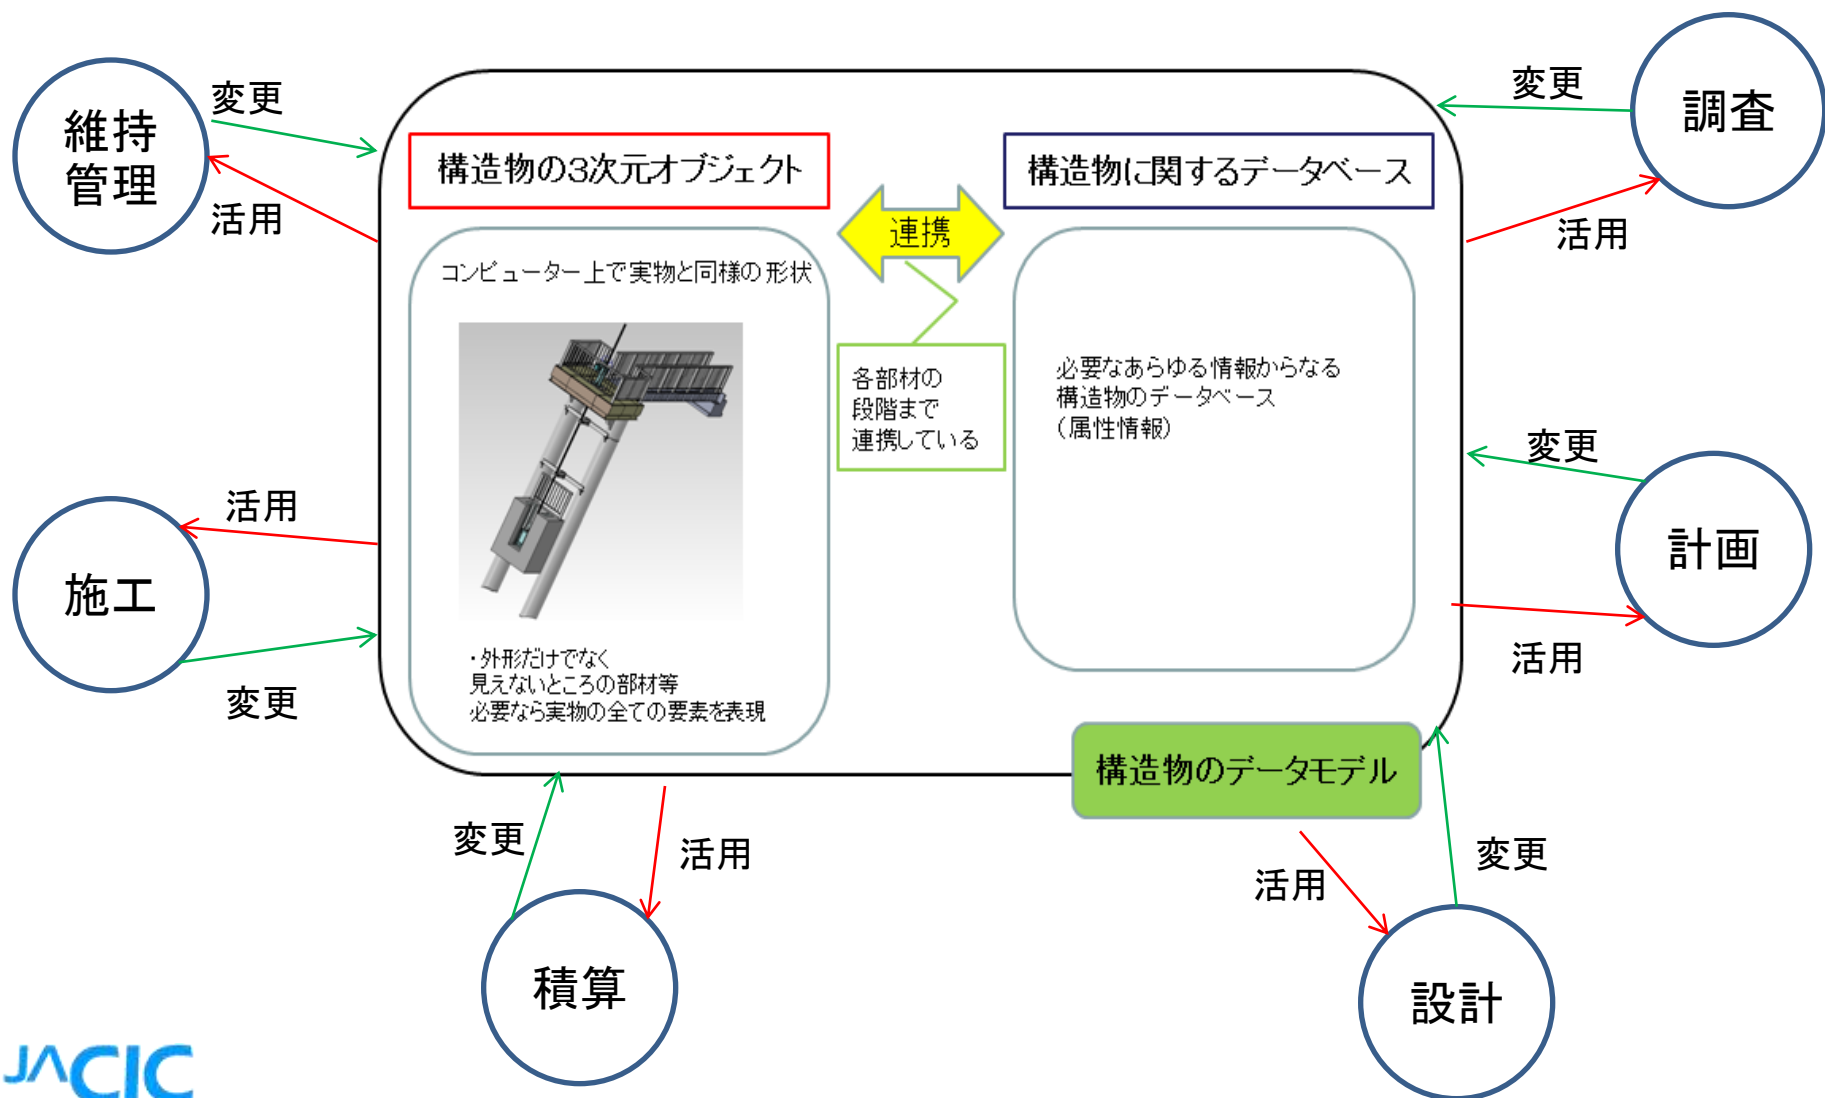 変更
維持
管理
活用
変更
調査
活用
構造物の3次元オブジェクト
連携
構造物に関するデータベース
コンピューター上で実物と同様の形状
各部材の
段階まで
連携している
必要なあらゆる情報からなる
構造物のデータベース
（属性情報）
・外形だけでなく
見えないところの部材等
必要なら実物の全ての要素を表現
変更
計画
活用
活用
施工
変更
構造物のデータモデル
変更
活用
積算
活用
変更
設計
JACIC